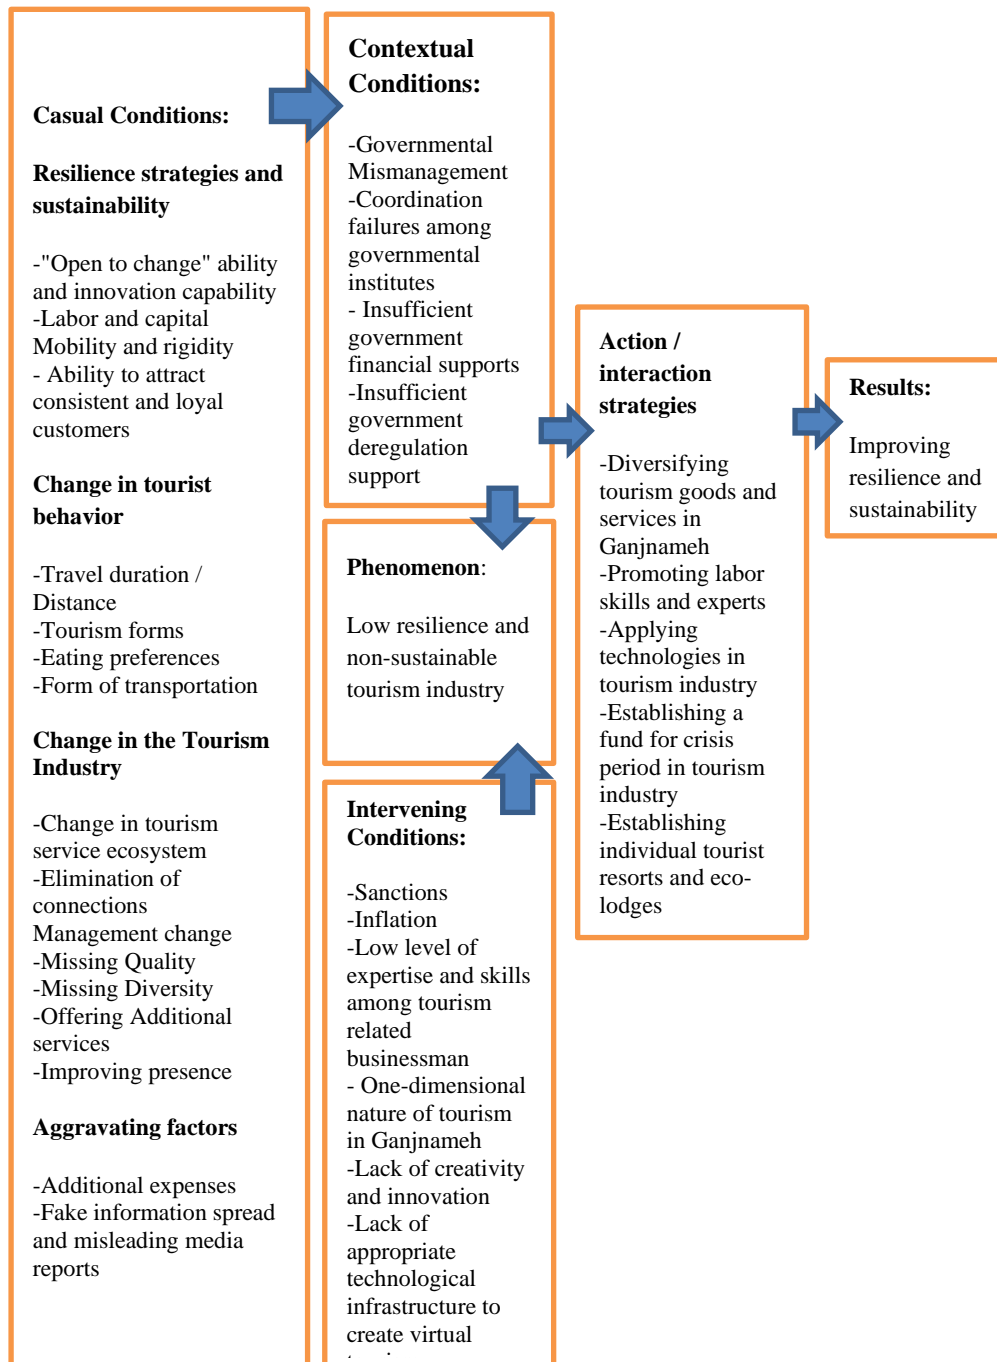 Casual Conditions:
Resilience strategies and
sustainability
-"Open to change" ability
and innovation capability
-Labor and capital
Mobility and rigidity
- Ability to attract
consistent and loyal
customers
Change in tourist
behavior
-Travel duration /
Distance
-Tourism forms
-Eating preferences
-Form of transportation
Change in the Tourism
Industry
-Change in tourism
service ecosystem
-Elimination of
connections
Management change
-Missing Quality
-Missing Diversity
-Offering Additional
services
-Improving presence
Aggravating factors
-Additional expenses
-Fake information spread
and misleading media
reports
Contextual
Conditions:
-Governmental
Mismanagement
-Coordination
failures among
governmental
institutes
- Insufficient
government
financial supports
-Insufficient
government
deregulation
support
Phenomenon:
Low resilience and
non-sustainable
tourism industry
Intervening
Conditions:
-Sanctions
-Inflation
-Low level of
expertise and skills
among tourism
related
businessman
- One-dimensional
nature of tourism
in Ganjnameh
-Lack of creativity
and innovation
-Lack of
appropriate
technological
infrastructure to
create virtual
Action /
interaction
strategies
-Diversifying
tourism goods and
services in
Ganjnameh
-Promoting labor
skills and experts
-Applying
technologies in
tourism industry
-Establishing a
fund for crisis
period in tourism
industry
-Establishing
individual tourist
resorts and eco-
lodges
Results:
Improving
resilience and
sustainability